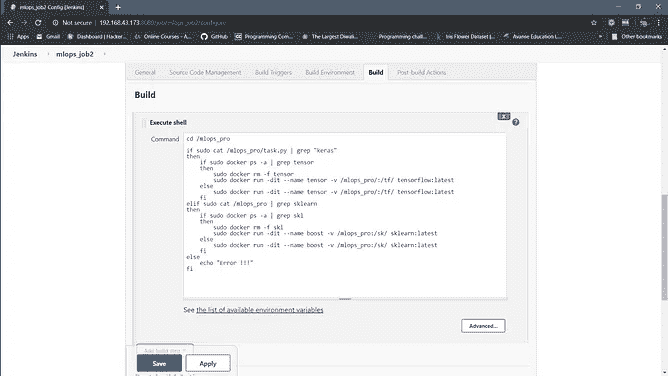 mlops_job2 Config [Jenkins]
Not secure | 192.168.43.173:8080/job/mlops_job2/configure
Apps Gmail Dashboard | Hacker... Online Courses - A... GitHub Programming Com... The Largest Diwali... Programming chall... Iris Flower Dataset |... Avanse Education L... Other bookmarks
Jenkins mlops_job2
General Source Code Management Build Triggers Build Environment Build Post-build Actions
Build
Execute shell
X
Command
cd /mlops_pro
if sudo cat /mlops_pro/task.py | grep "keras"
then
if sudo docker ps -a | grep tensor
then
sudo docker rm -f tensor
sudo docker run -dit --name tensor -v /mlops_pro/:/tf/ tensorflow:latest
else
sudo docker run -dit --name tensor -v /mlops_pro/:/tf/ tensorflow:latest
fi
elif sudo cat /mlops_pro | grep sklearn
then
if sudo docker ps -a | grep skl
then
sudo docker rm -f skl
sudo docker run -dit --name boost -v /mlops_pro:/sk/ sklearn:latest
else
sudo docker run -dit --name boost -v /mlops_pro:/sk/ sklearn:latest
fi
else
echo "Error !!!"
fi
See the list of available environment variables
Advanced...
Add build step
Save Apply